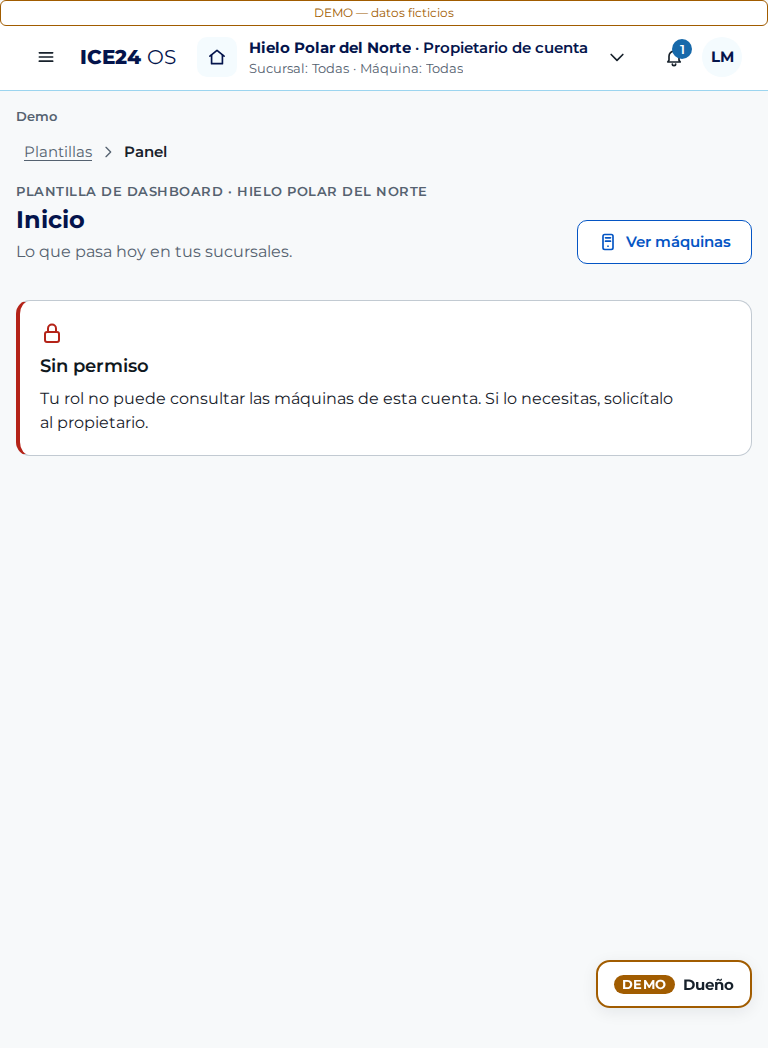 DEMO — datos ficticios
ICE24 OS
Hielo Polar del Norte · Propietario de cuenta
Sucursal: Todas · Máquina: Todas
1
LM
Demo
Plantillas > Panel
PLANTILLA DE DASHBOARD · HIELO POLAR DEL NORTE
Inicio
Lo que pasa hoy en tus sucursales.
Ver máquinas
Sin permiso
Tu rol no puede consultar las máquinas de esta cuenta. Si lo necesitas, solicítalo
al propietario.
DEMO Dueño